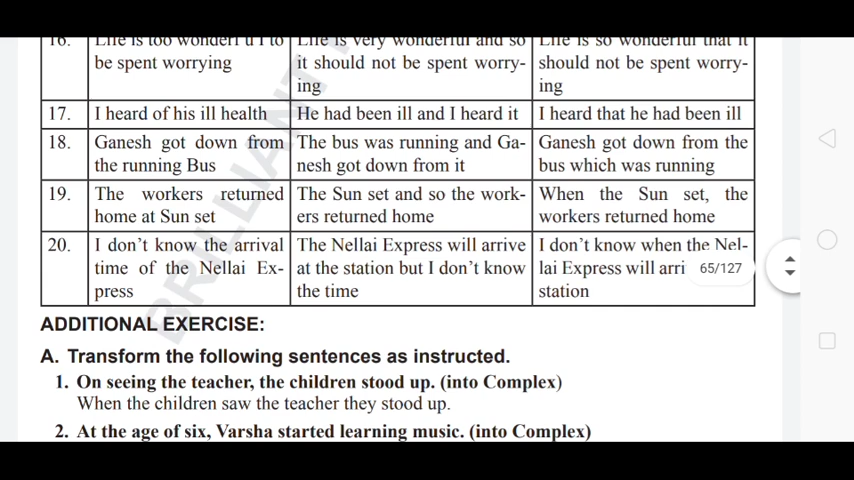 16. Life is too wonderf u l to Life is very wonderful and so Life is so wonderful that it
be spent worrying it should not be spent worry- should not be spent worry-
ing ing
17. I heard of his ill health He had been ill and I heard it I heard that he had been ill
18. Ganesh got down from The bus was running and Ga- Ganesh got down from the
the running Bus nesh got down from it bus which was running
19. The workers returned The Sun set and so the work- When the Sun set, the
home at Sun set ers returned home workers returned home
20. I don't know the arrival The Nellai Express will arrive I don't know when the Nel-
time of the Nellai Ex- at the station but I don't know lai Express will arri 65/127
press the time station
ADDITIONAL EXERCISE:
A. Transform the following sentences as instructed.
1. On seeing the teacher, the children stood up. (into Complex)
When the children saw the teacher they stood up.
2. At the age of six, Varsha started learning music. (into Complex)
BRILLIANT